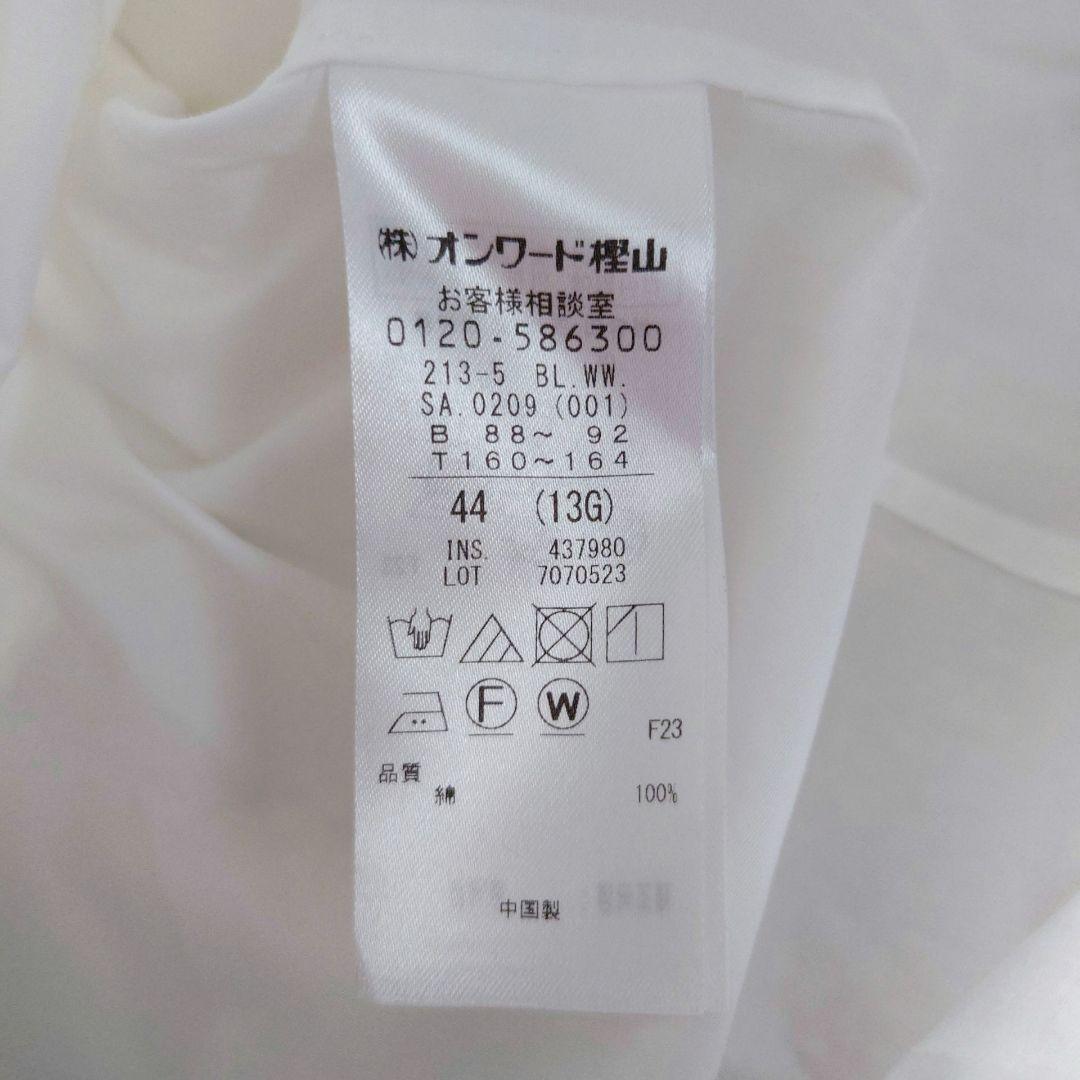 (株)オンワード樫山
お客様相談室
0120-586300
213-5 BL.WW.
SA.0209 (001)
B 88～ 92
T160～164
44 (13G)
INS. 437980
LOT 7070523
F W
F23
品質
綿 100%
中国製